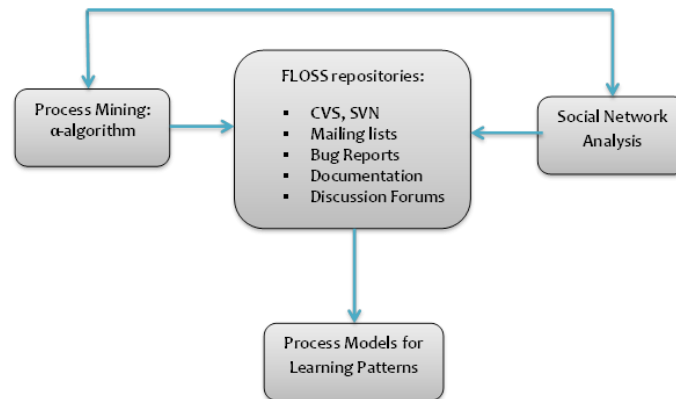 FLOSS repositories:
▪ CVS, SVN
▪ Mailing lists
▪ Bug Reports
▪ Documentation
▪ Discussion Forums
Process Mining:
α-algorithm
Social Network
Analysis
Process Models for
Learning Patterns